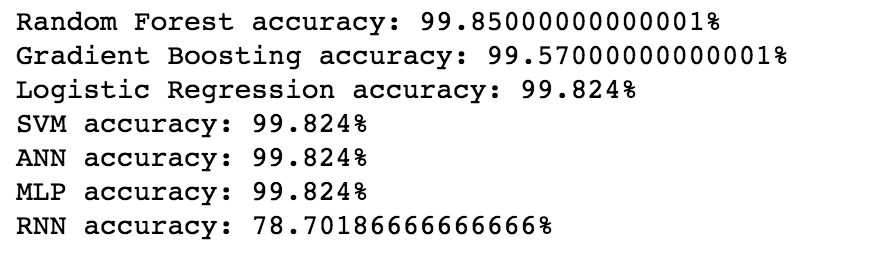 Random Forest accuracy: 99.85000000000001%
Gradient Boosting accuracy: 99.57000000000001%
Logistic Regression accuracy: 99.824%
SVM accuracy: 99.824%
ANN accuracy: 99.824%
MLP accuracy: 99.824%
RNN accuracy: 78.70186666666666%